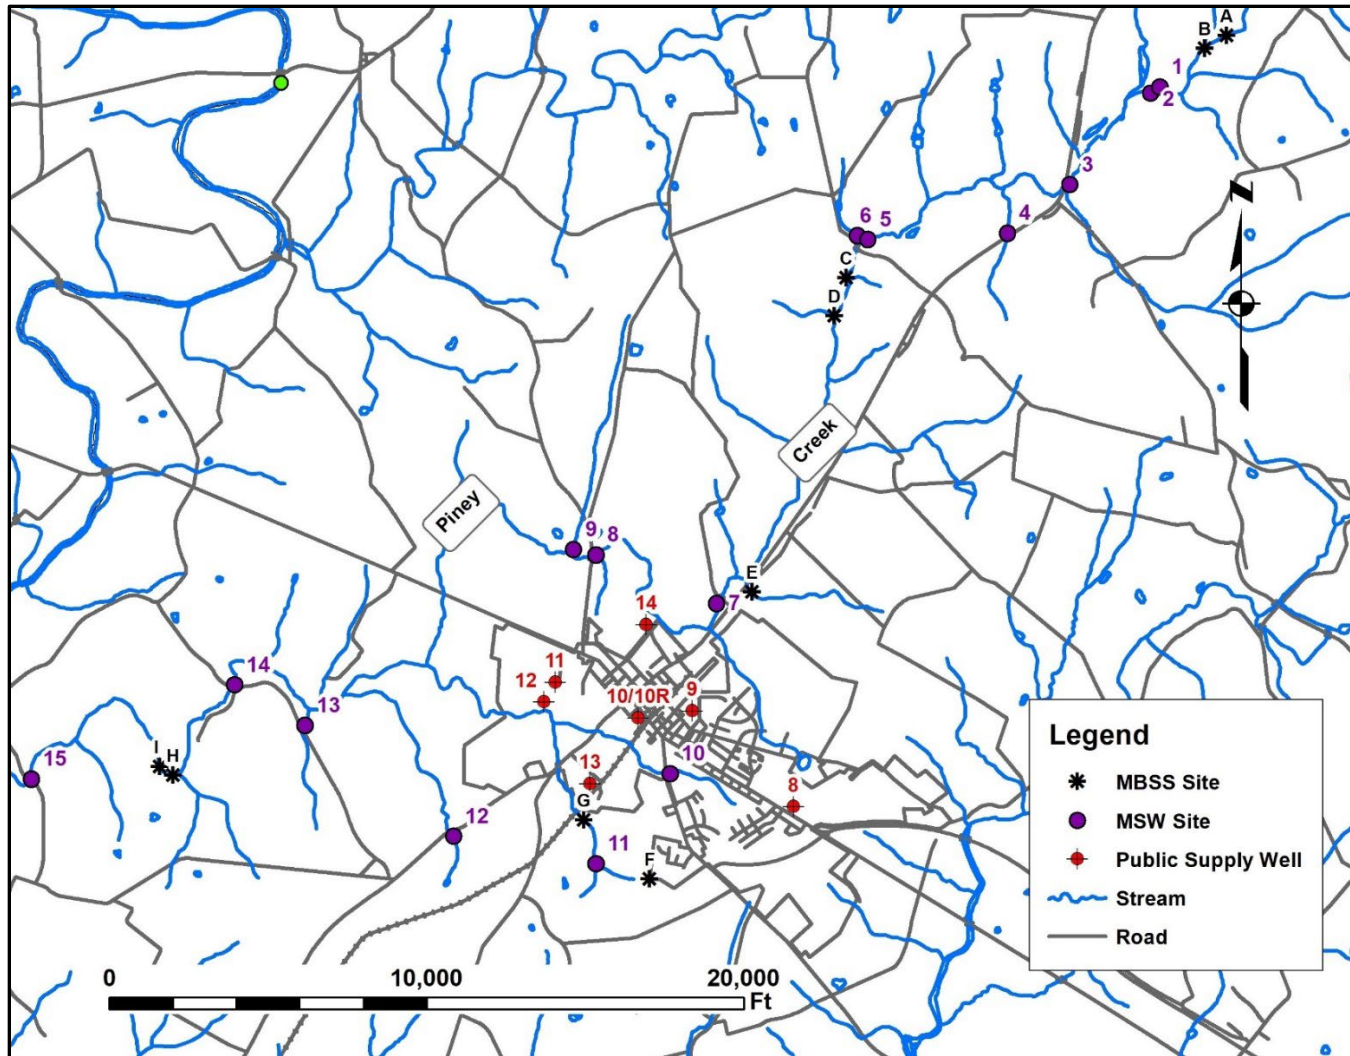 A
B
1
2
3
N
4
6 5
C
D
Creek
Piney
9 8
E
7
14
11
12
10/10R
9
14
13
I
H
15
10
13
8
G
12
11
F
Legend
MBSS Site
MSW Site
Public Supply Well
Stream
Road
0 10,000 20,000
Ft